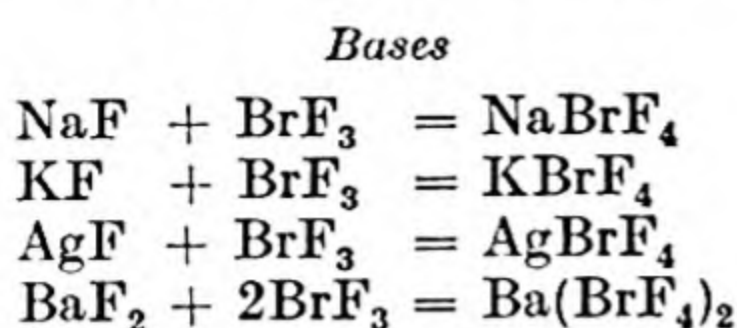 Bases
NaF + BrF₃ = NaBrF₄
KF + BrF₃ = KBrF₄
AgF + BrF₃ = AgBrF₄
BaF₂ + 2BrF₃ = Ba(BrF₄)₂